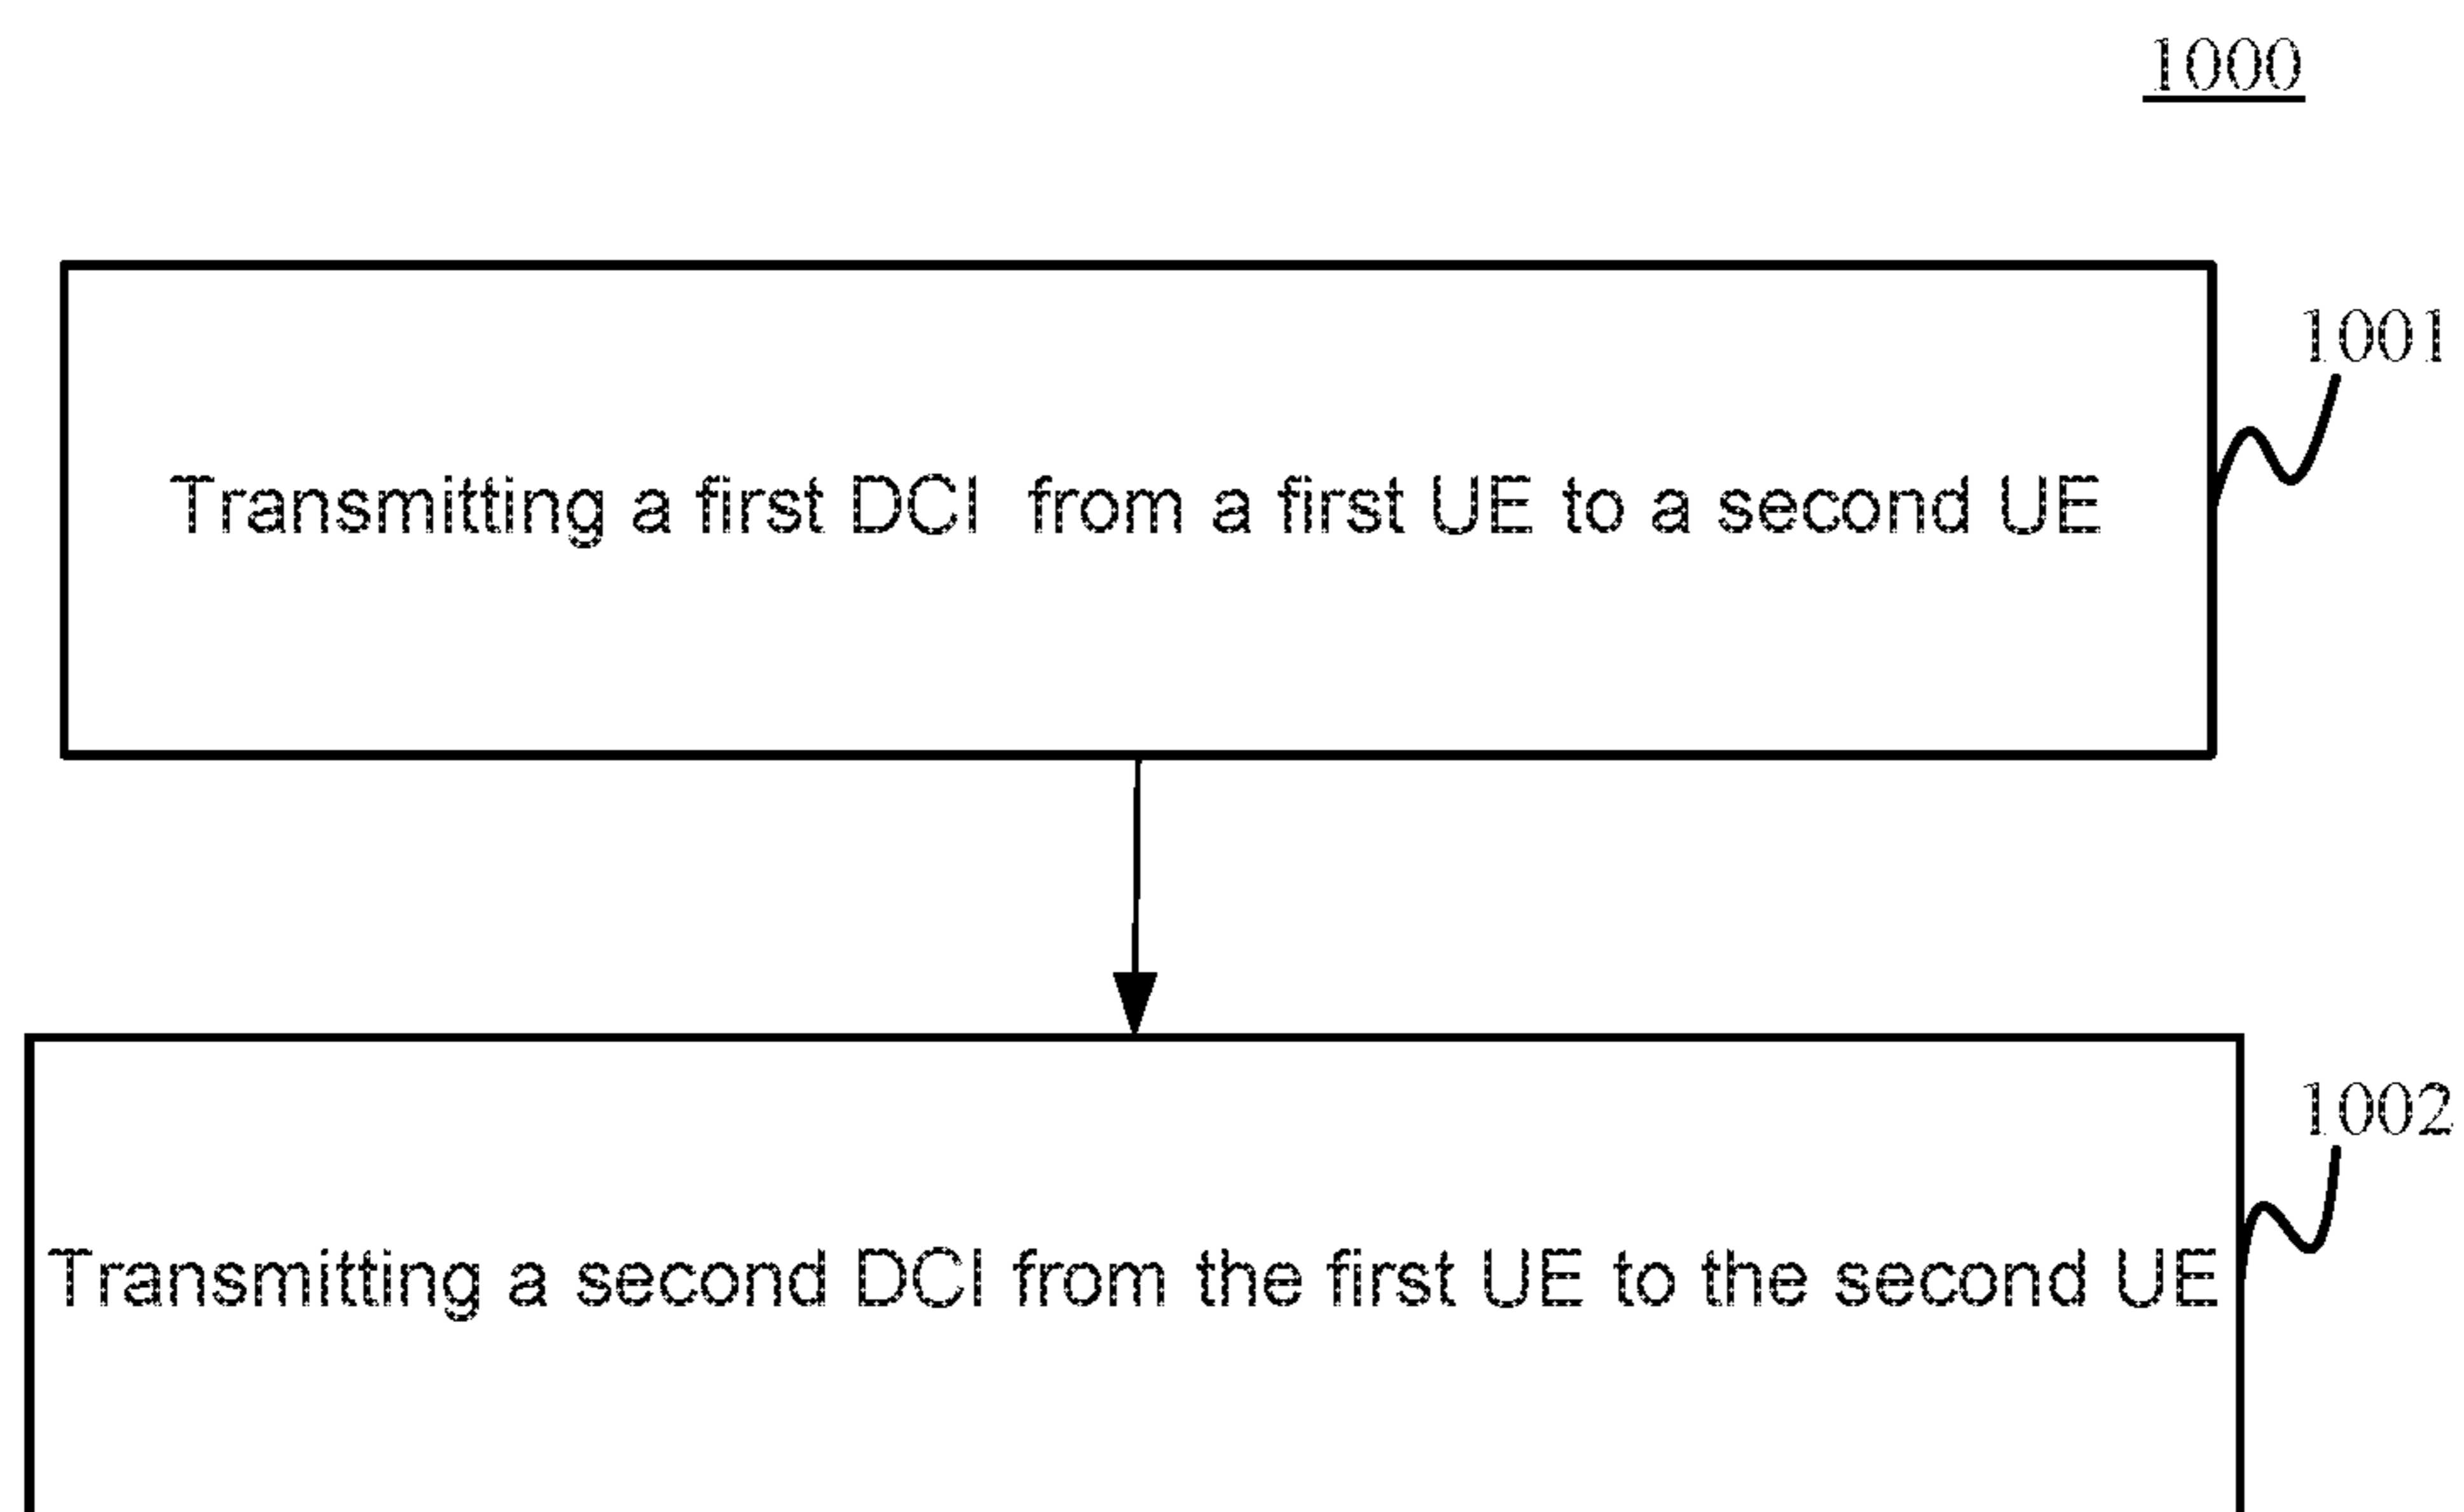 1000
1001
Transmitting a first DCI from a first UE to a second UE
1002
Transmitting a second DCI from the first UE to the second UE